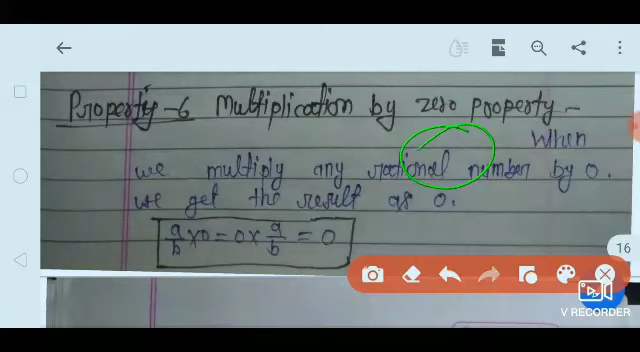 Property-6 Multiplication by zero property-
When
we multiply any rational number by 0.
we get the result as 0.
a/b × 0 = 0 × a/b = 0
16
V RECORDER